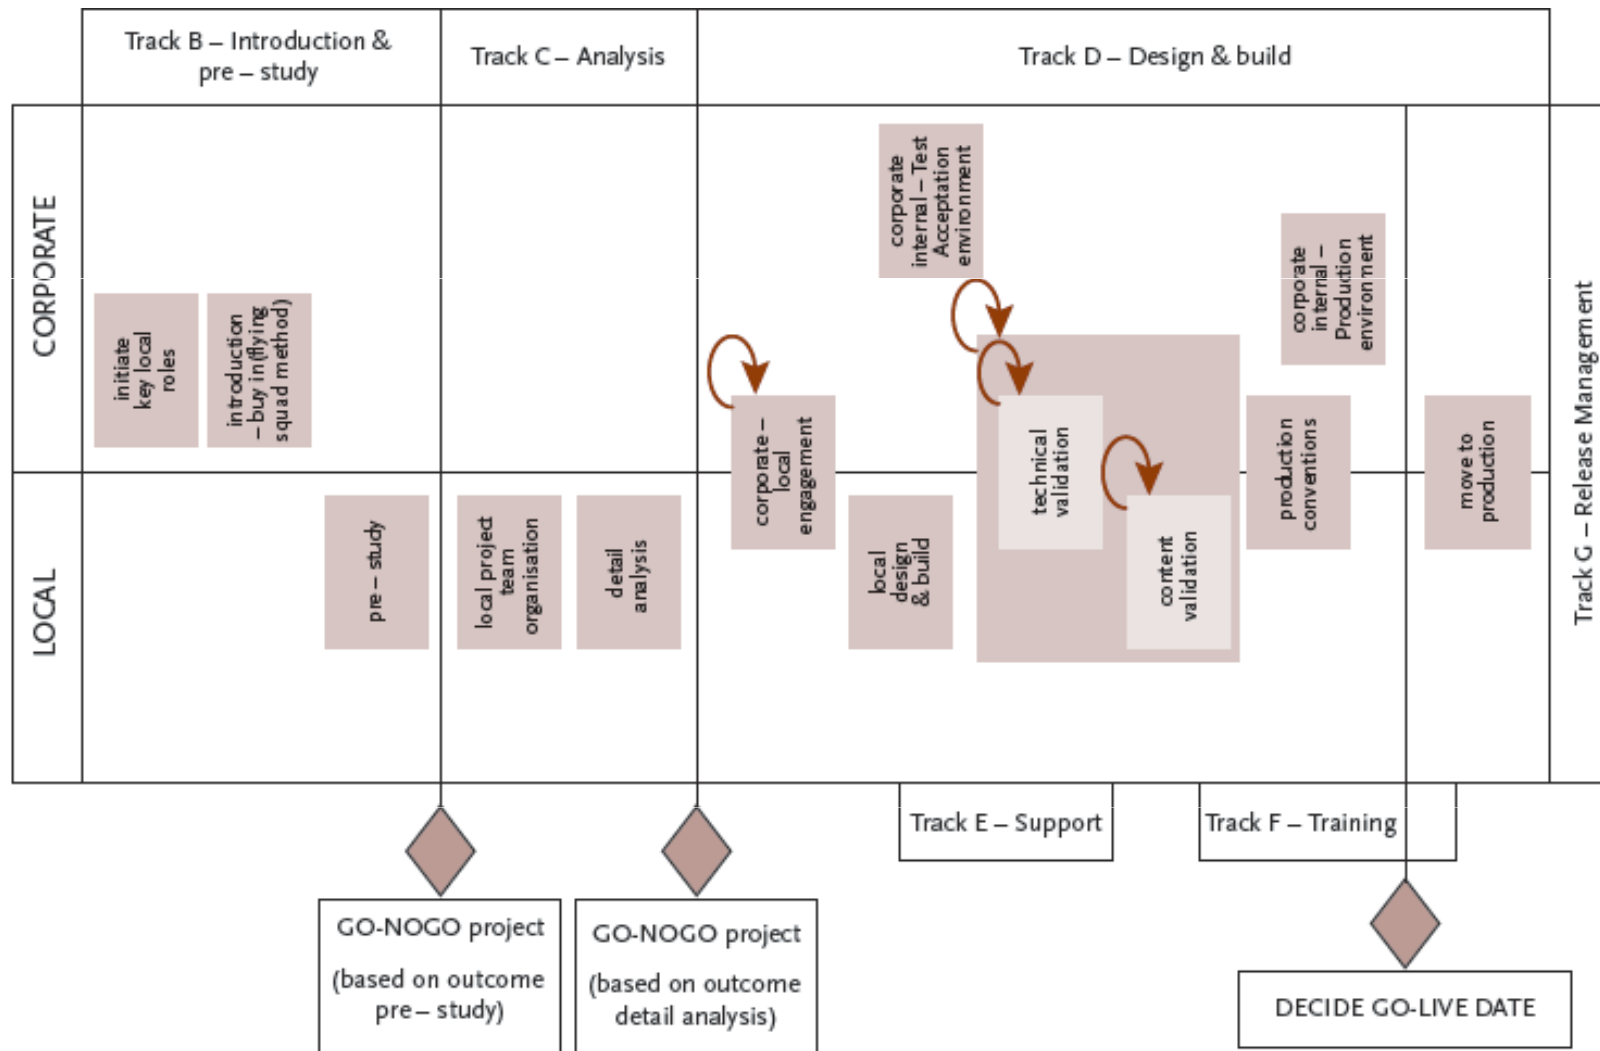 Track B – Introduction &
pre – study
Track C – Analysis
Track D – Design & build
CORPORATE
initiate
key local
roles
introduction
– buy in(flying
squad method)
corporate –
local
engagement
corporate
internal – Test
Acceptation
environment
technical
validation
corporate
internal –
Production
environment
production
conventions
move to
production
LOCAL
pre – study
local project
team
organisation
detail
analysis
local
design
& build
content
validation
Track G – Release Management
Track E – Support
Track F – Training
GO-NOGO project
(based on outcome
pre – study)
GO-NOGO project
(based on outcome
detail analysis)
DECIDE GO-LIVE DATE